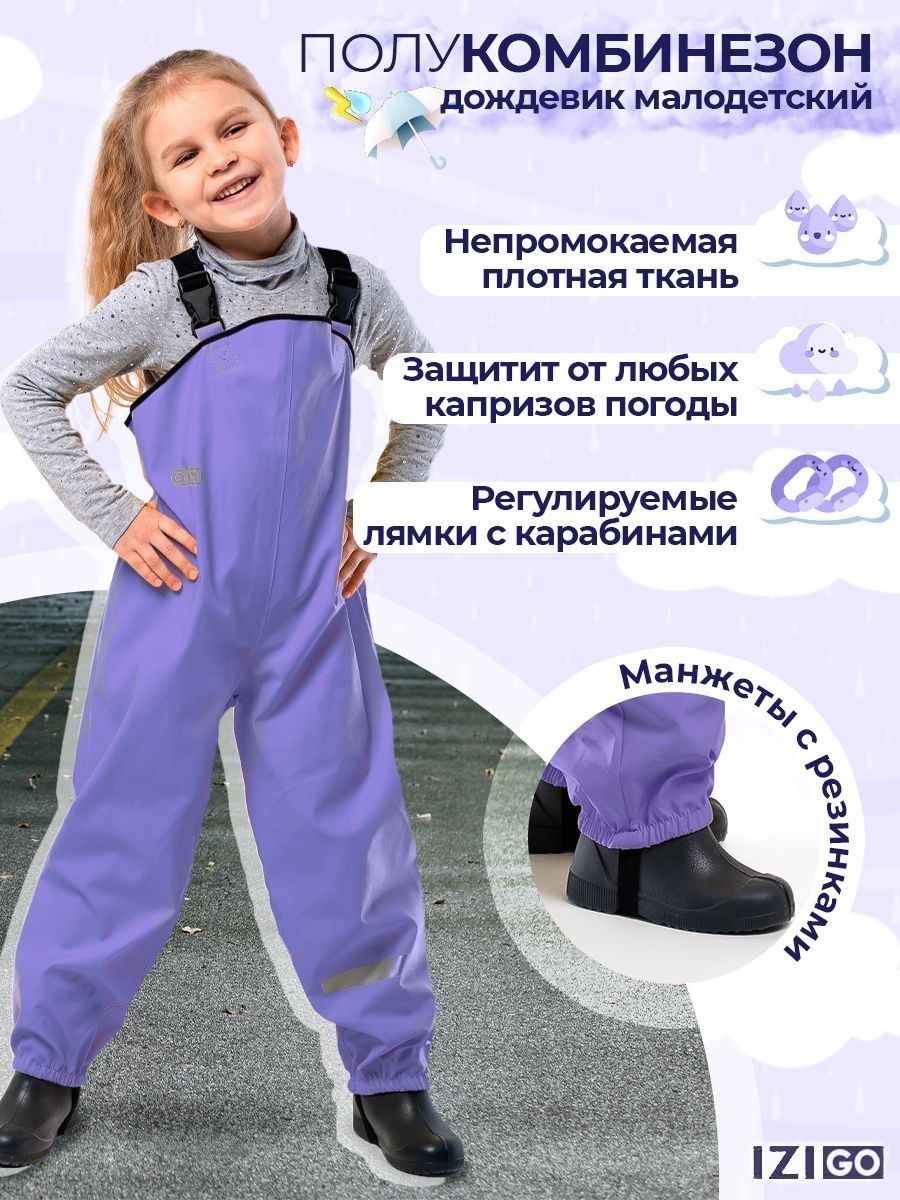 ПОЛУКОМБИНЕЗОН
дождевик малодетский
Непромокаемая
плотная ткань
Защитит от любых
капризов погоды
Регулируемые
лямки с карабинами
Манжеты с резинками
IZI GO